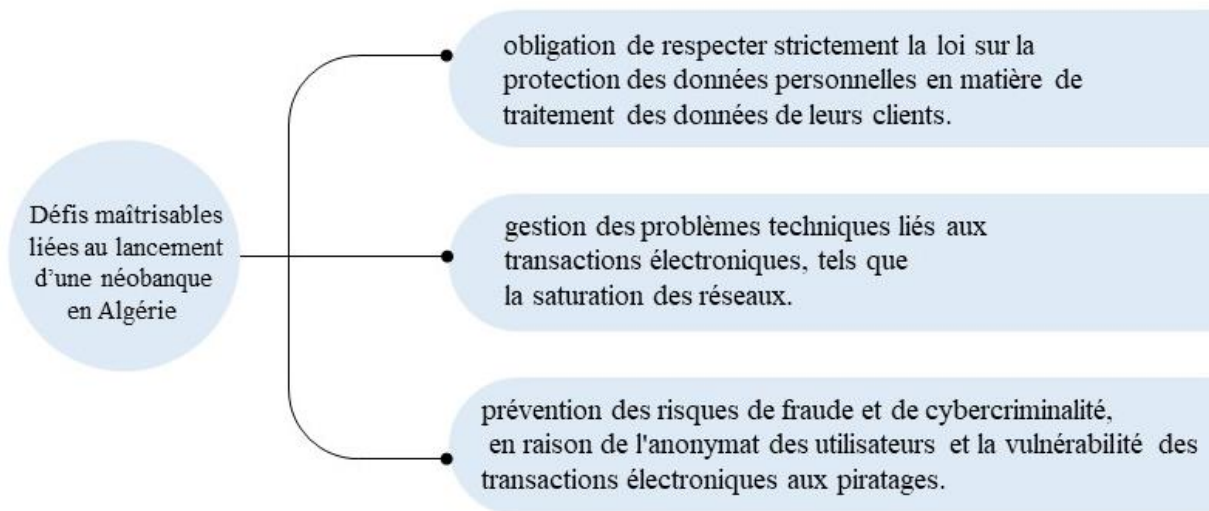 Défis maîtrisables
liées au lancement
d’une néobanque
en Algérie
obligation de respecter strictement la loi sur la
protection des données personnelles en matière de
traitement des données de leurs clients.
gestion des problèmes techniques liés aux
transactions électroniques, tels que
la saturation des réseaux.
prévention des risques de fraude et de cybercriminalité,
en raison de l'anonymat des utilisateurs et la vulnérabilité des
transactions électroniques aux piratages.